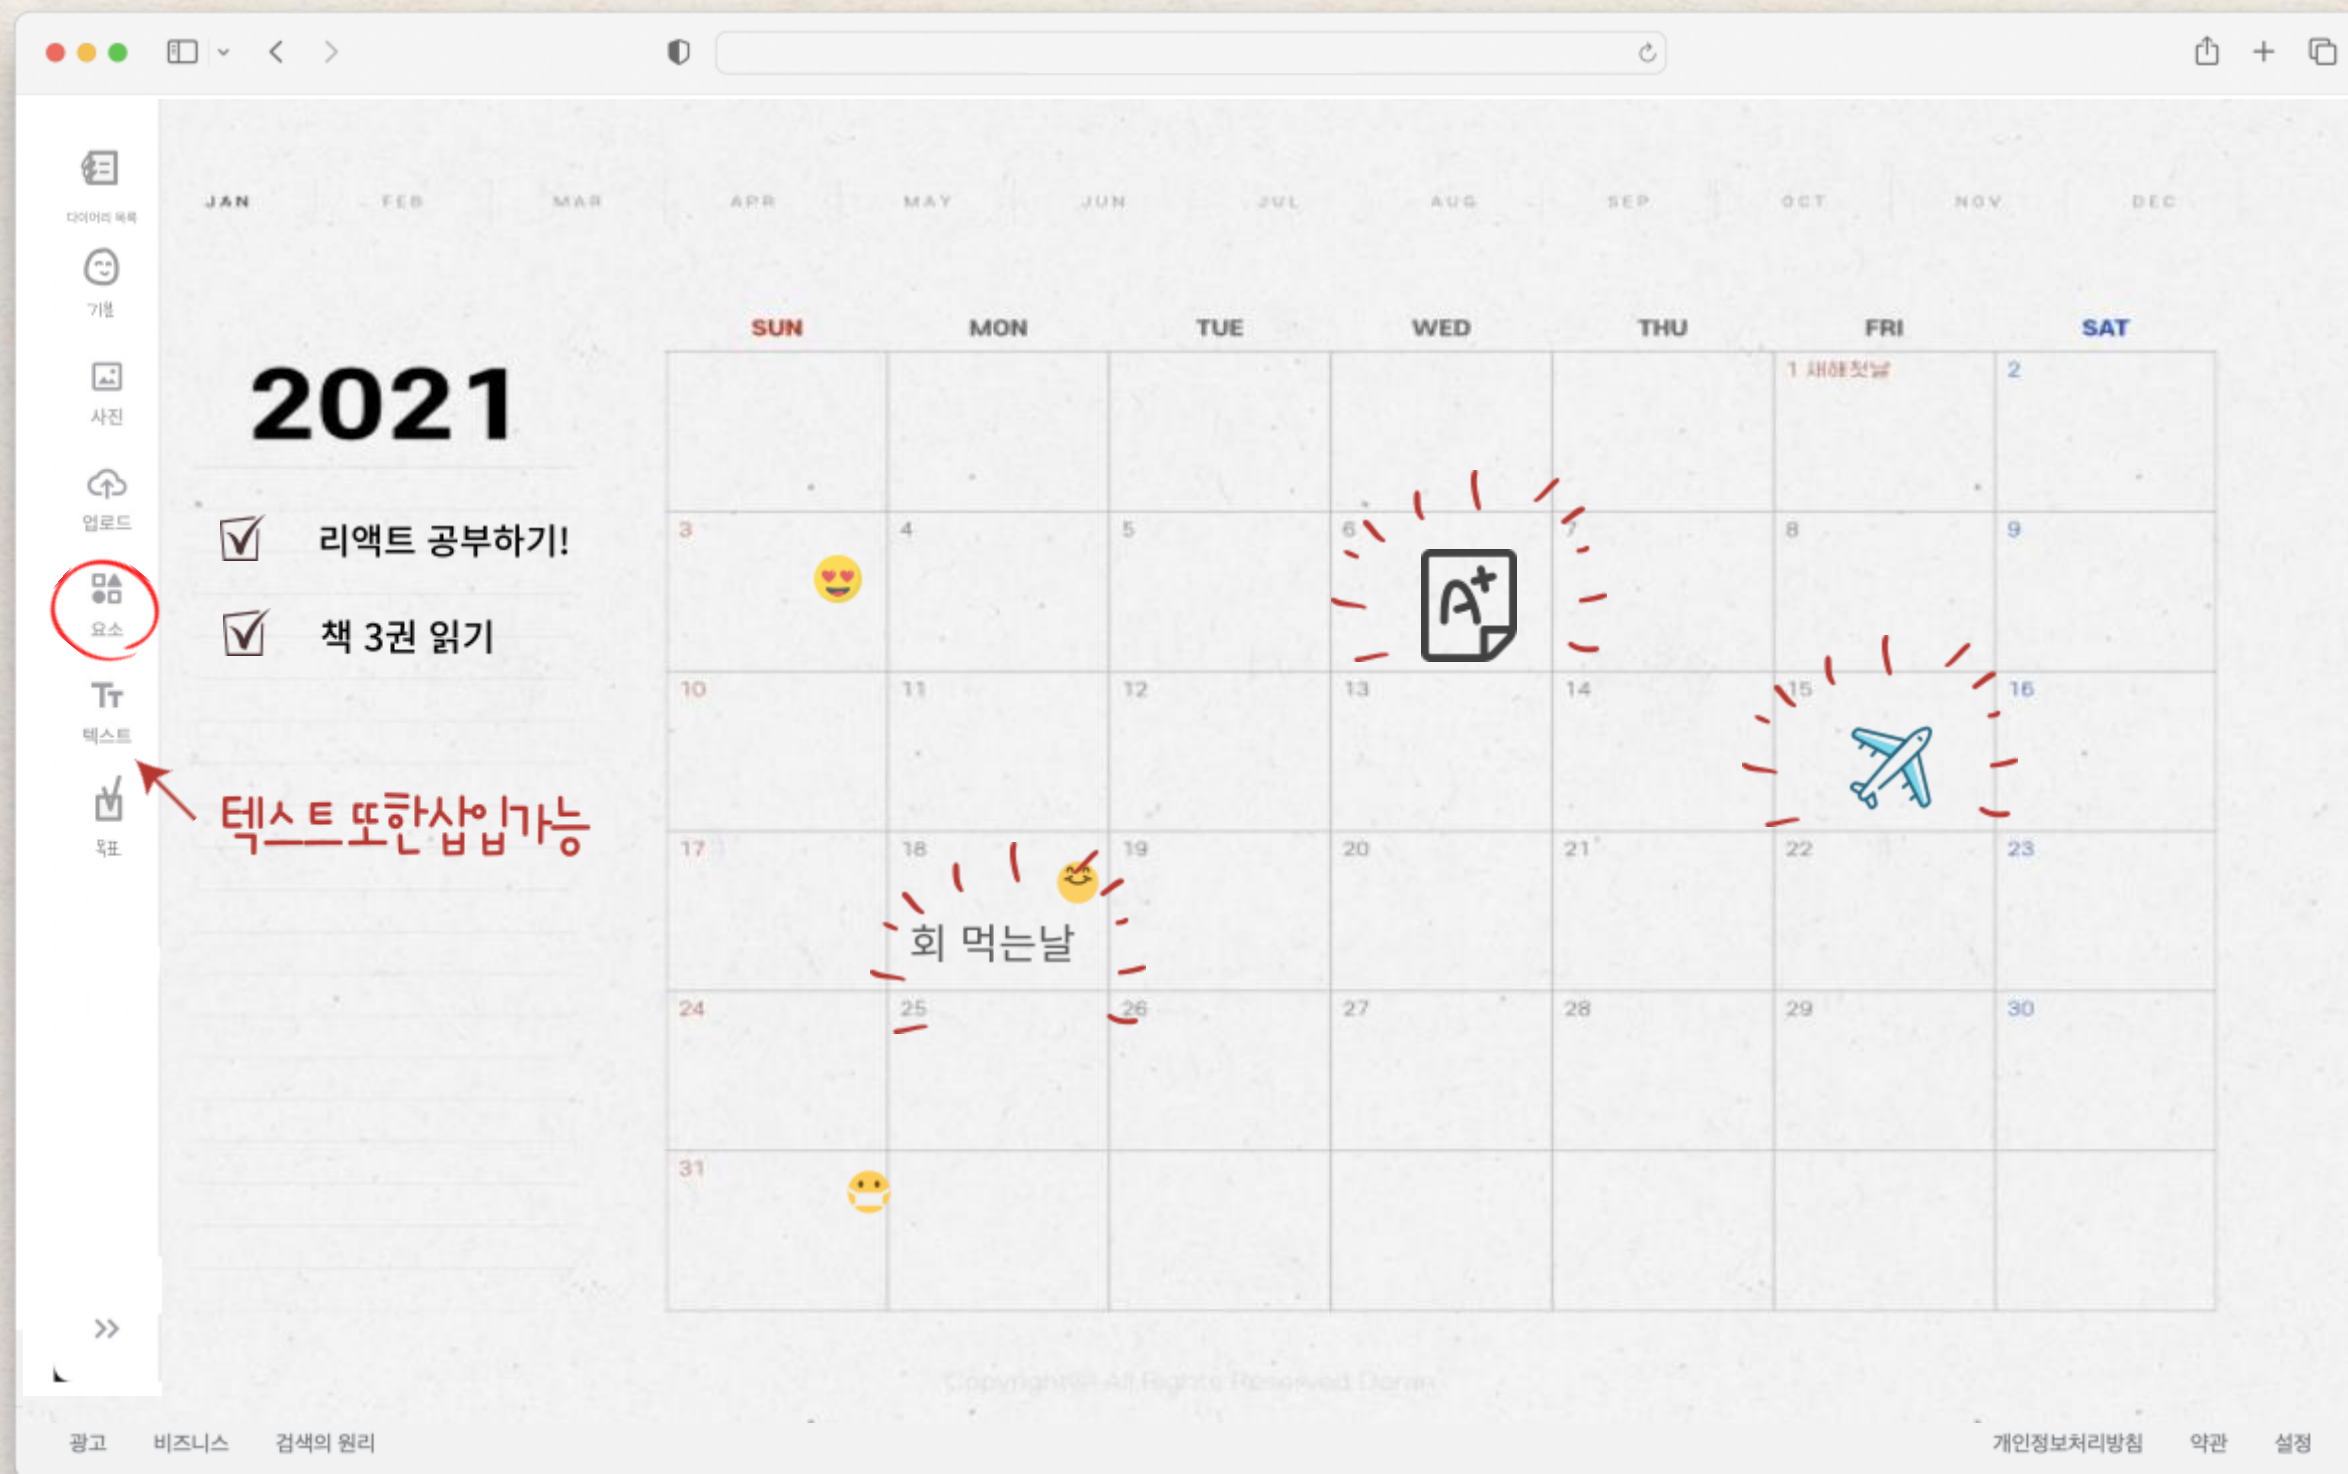 다이어리 목록
기분
사진
업로드
요소
텍스트
목표
JAN FEB MAR APR MAY JUN JUL AUG SEP OCT NOV DEC
2021
리액트 공부하기!
책 3권 읽기
텍스트 또한 삽입 가능
SUN MON TUE WED THU FRI SAT
1 새해첫날 2
3 4 5 6 7 8 9
A+
10 11 12 13 14 15 16
17 18 19 20 21 22 23
회 먹는날
24 25 26 27 28 29 30
31
All Rights Reserved
광고 비즈니스 검색의 원리 개인정보처리방침 약관 설정